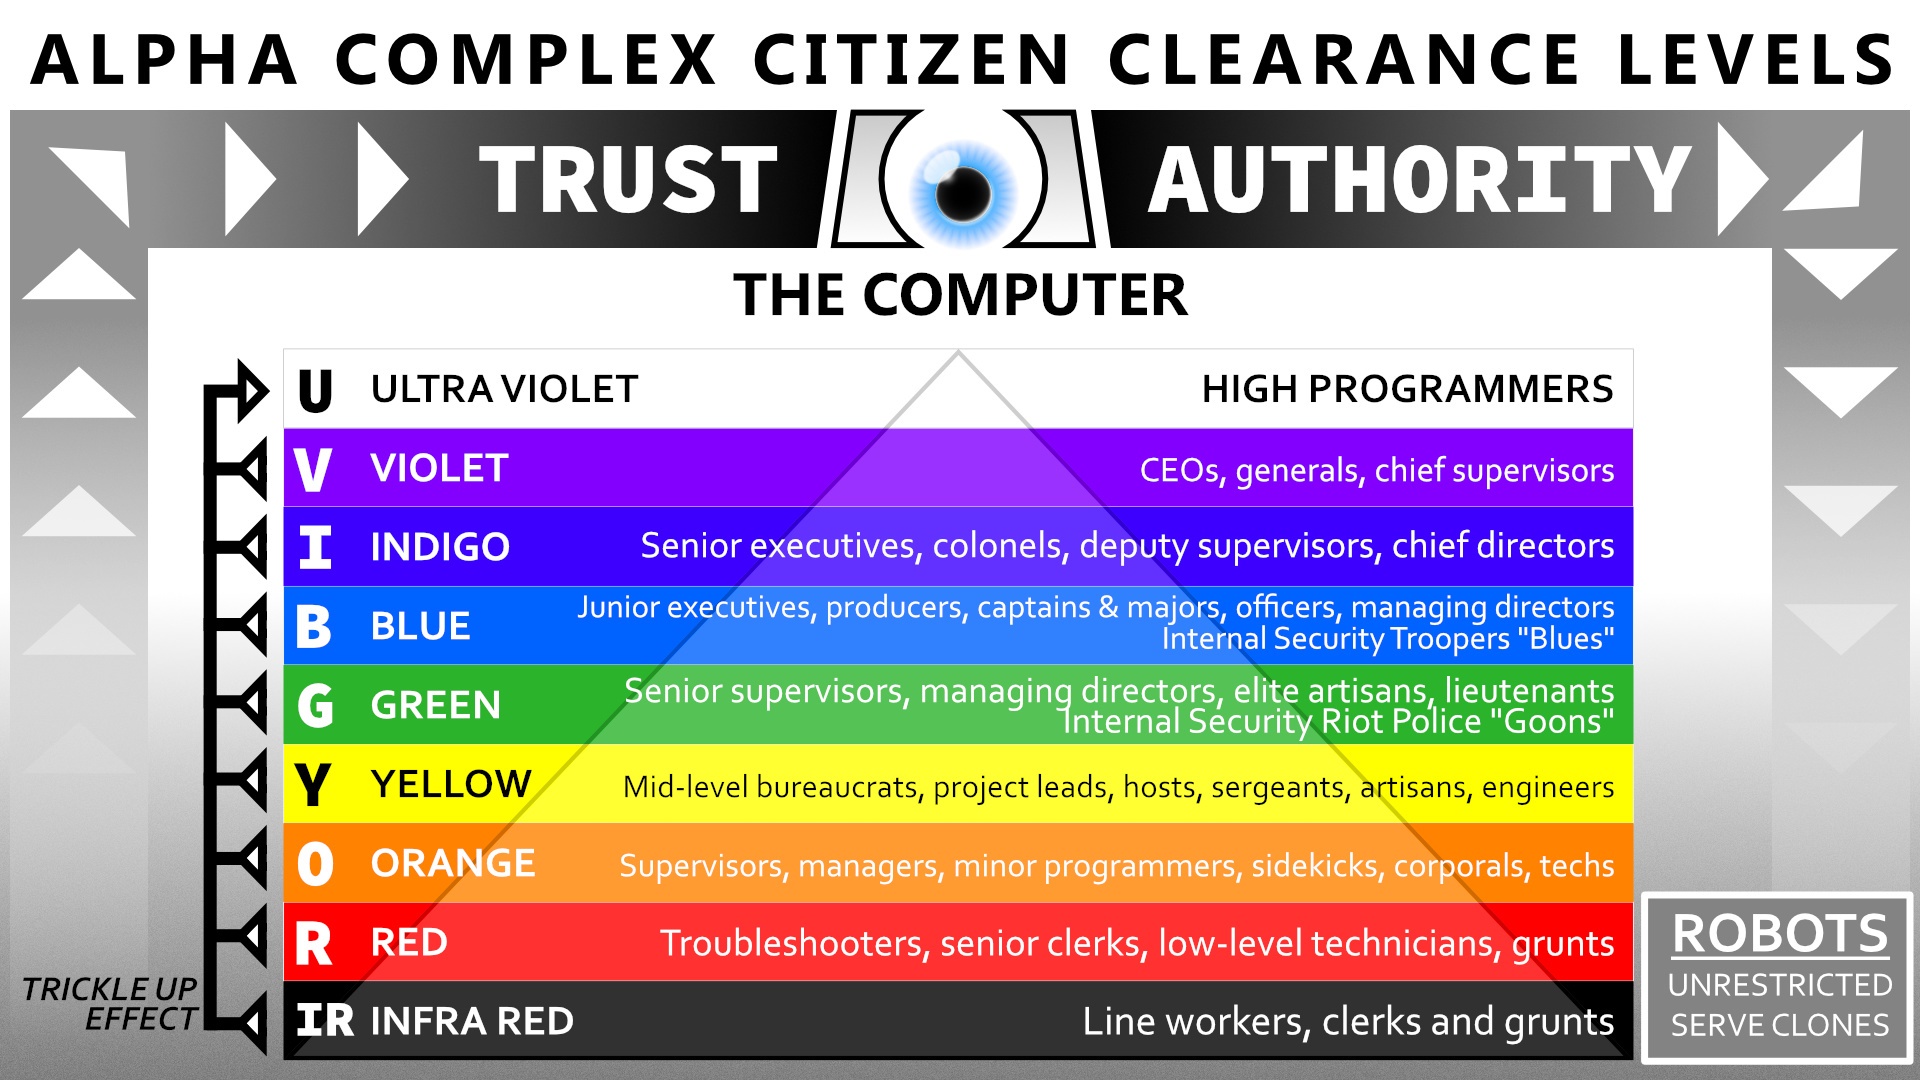 ALPHA COMPLEX CITIZEN CLEARANCE LEVELS
TRUST AUTHORITY
THE COMPUTER
U ULTRA VIOLET HIGH PROGRAMMERS
V VIOLET CEOs, generals, chief supervisors
I INDIGO Senior executives, colonels, deputy supervisors, chief directors
B BLUE Junior executives, producers, captains & majors, officers, managing directors
Internal Security Troopers "Blues"
G GREEN Senior supervisors, managing directors, elite artisans, lieutenants
Internal Security Riot Police "Goons"
Y YELLOW Mid-level bureaucrats, project leads, hosts, sergeants, artisans, engineers
O ORANGE Supervisors, managers, minor programmers, sidekicks, corporals, techs
R RED Troubleshooters, senior clerks, low-level technicians, grunts
IR INFRA RED Line workers, clerks and grunts
TRICKLE UP
EFFECT
ROBOTS
UNRESTRICTED
SERVE CLONES